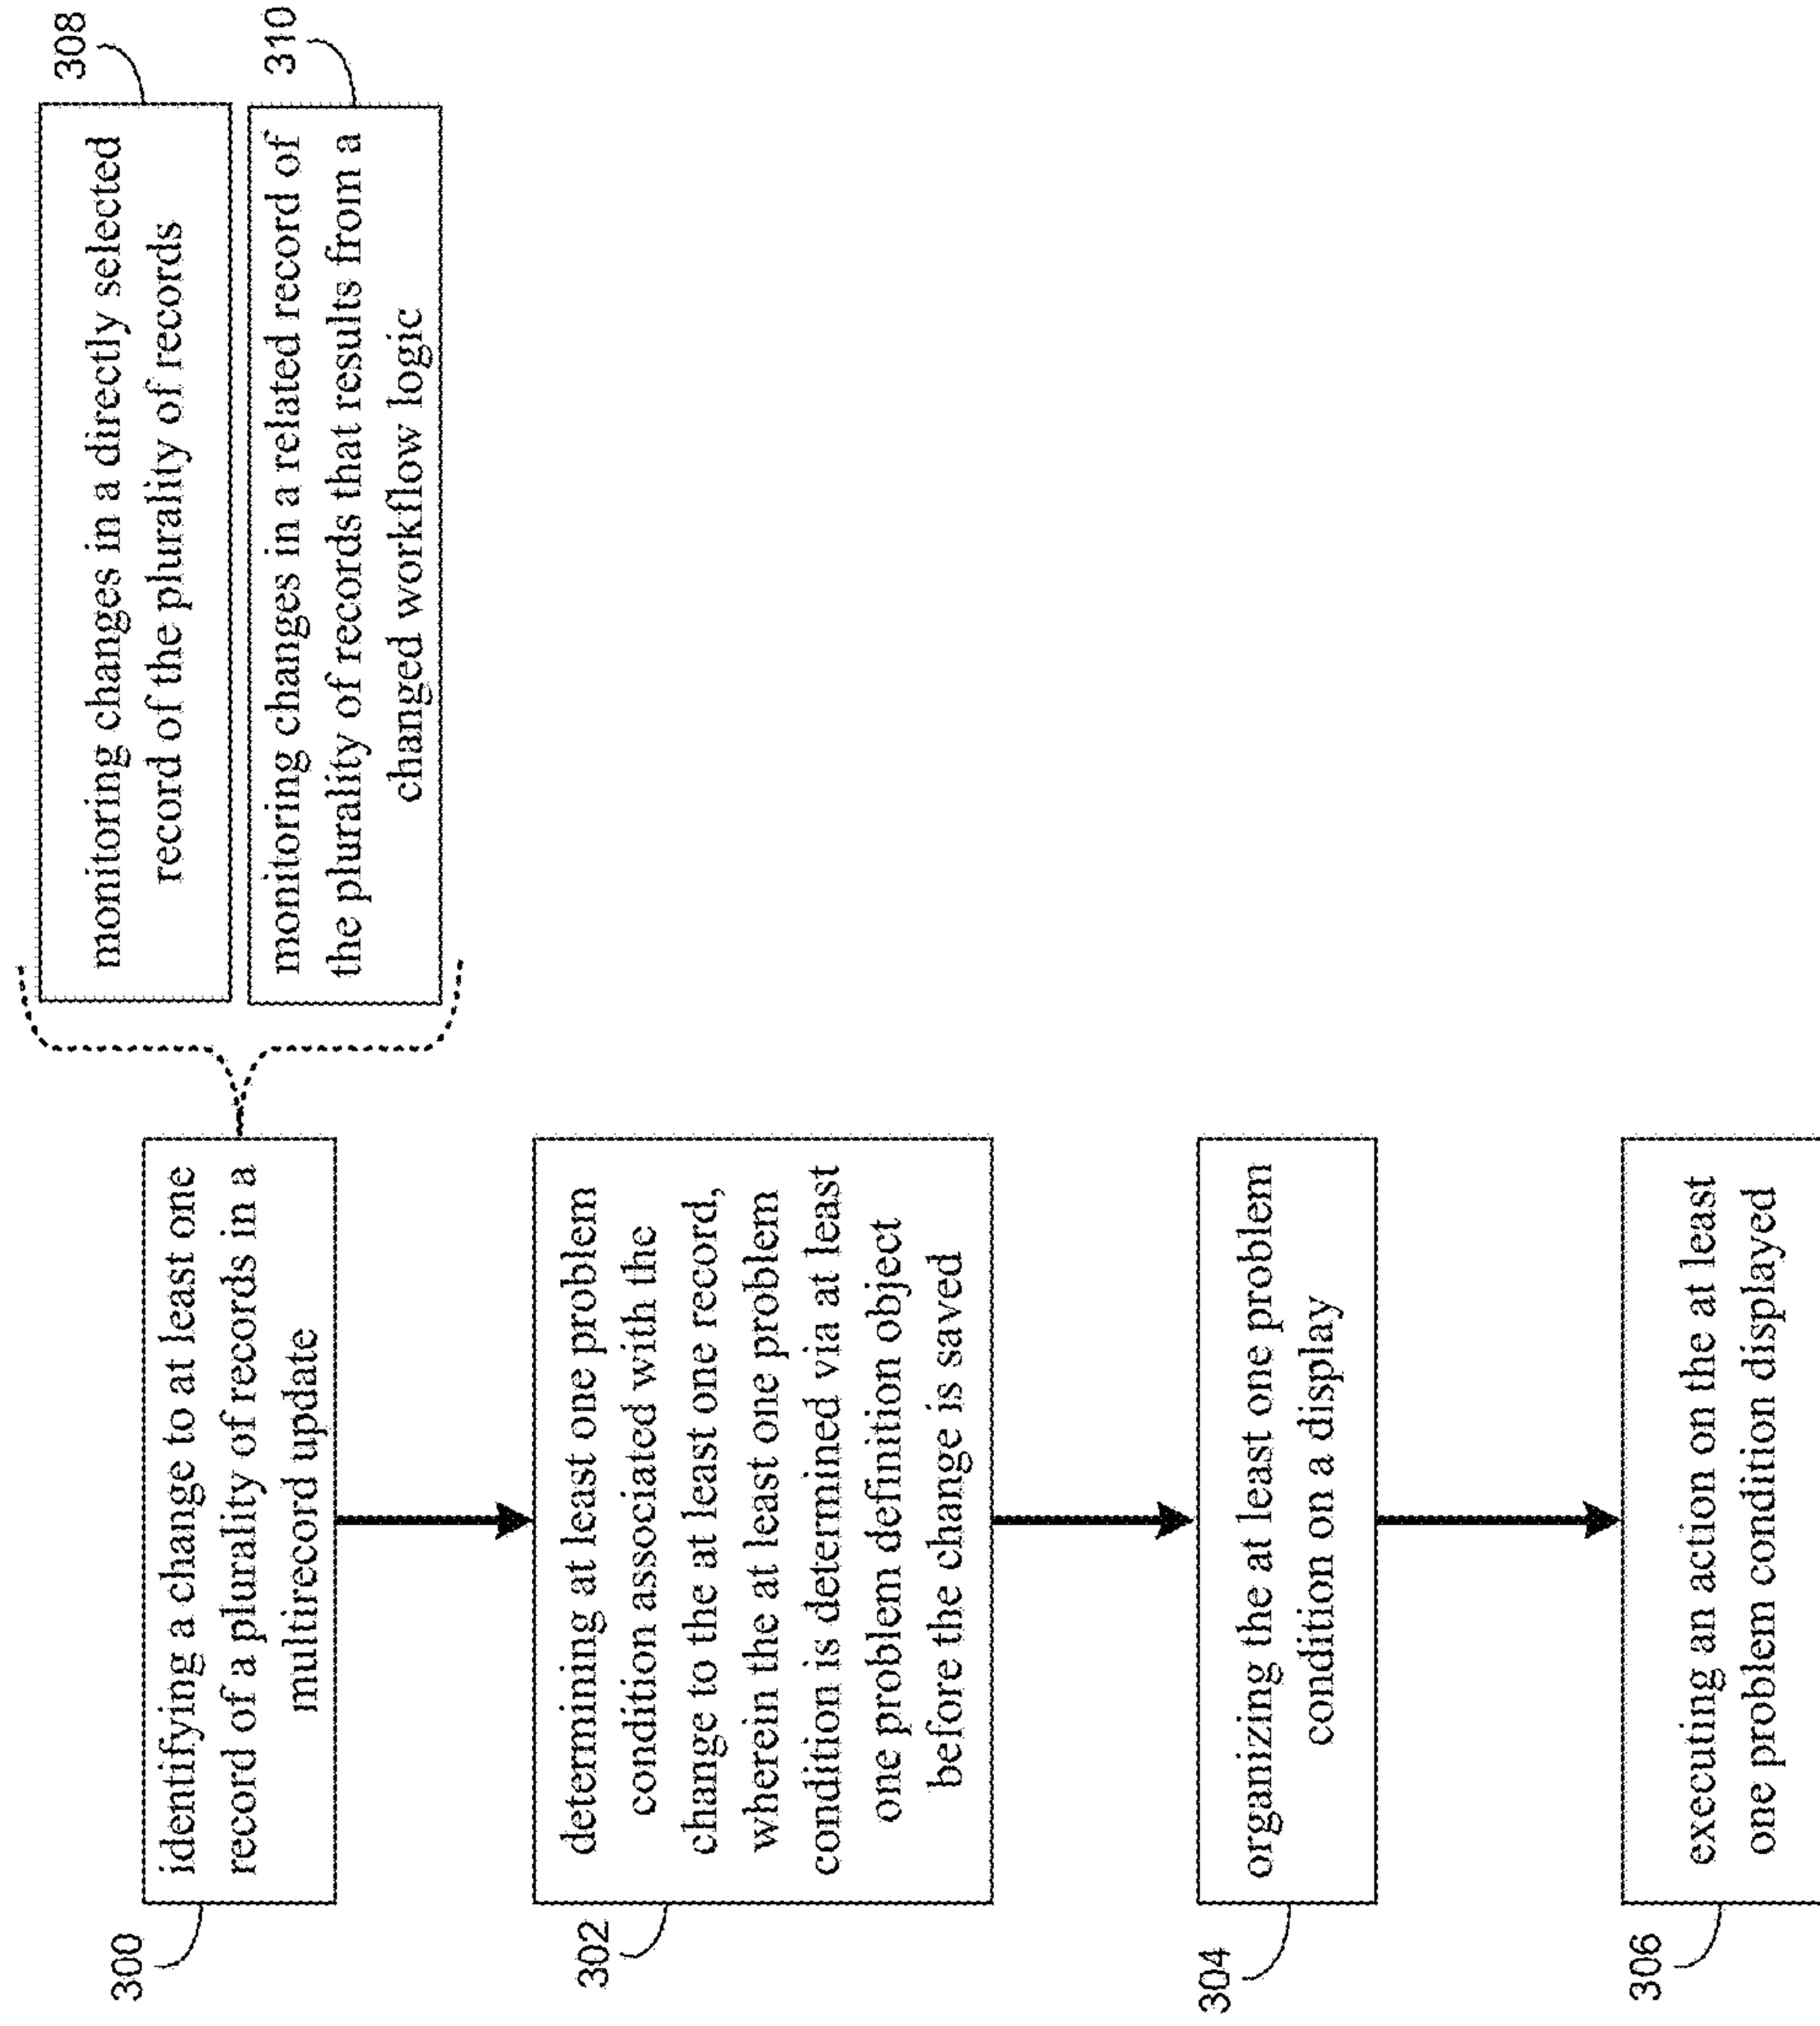 300
identifying a change to at least one
record of a plurality of records in a
multirecord update
308
monitoring changes in a directly selected
record of the plurality of records
310
monitoring changes in a related record of
the plurality of records that results from a
changed workflow logic
302
determining at least one problem
condition associated with the
change to the at least one record,
wherein the at least one problem
condition is determined via at least
one problem definition object
before the change is saved
304
organizing the at least one problem
condition on a display
306
executing an action on the at least
one problem condition displayed